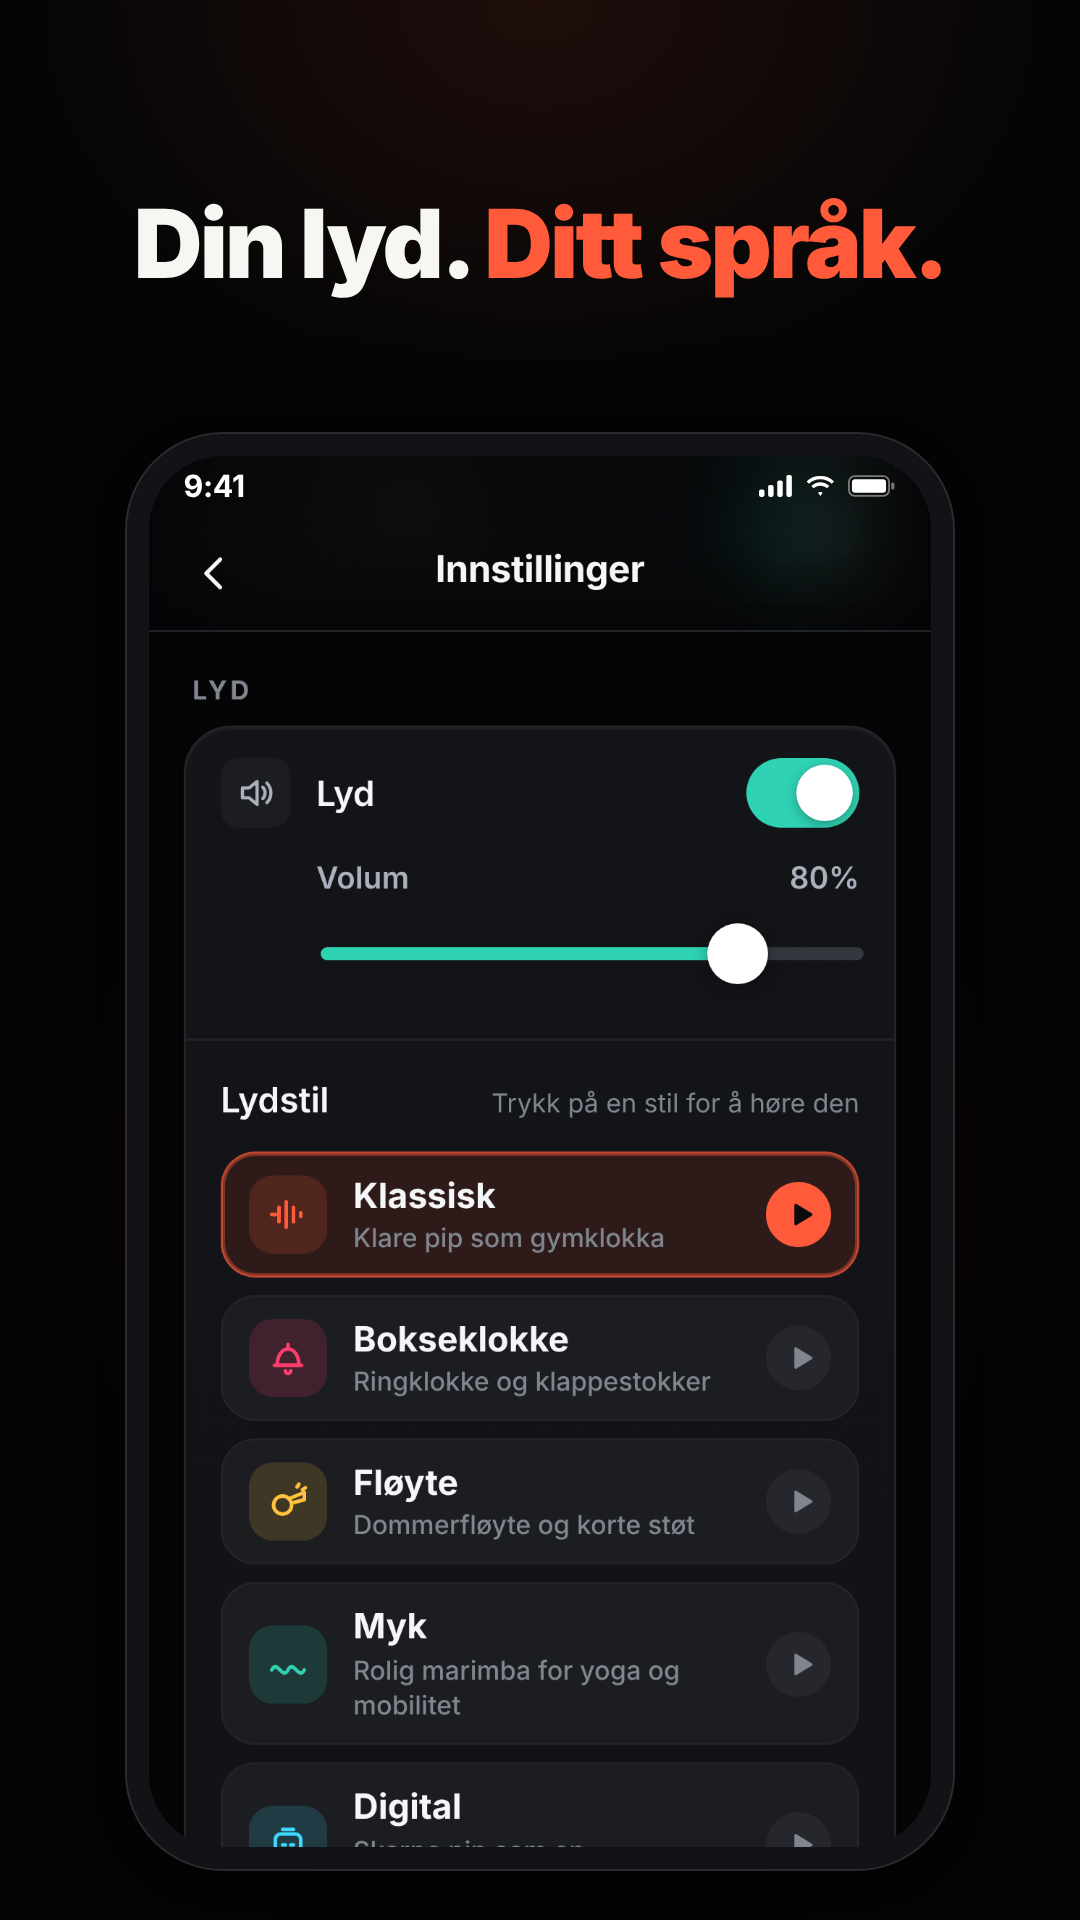 Din lyd. Ditt språk.
9:41
Innstillinger
LYD
Lyd
Volum 80%
Lydstil Trykk på en stil for å høre den
Klassisk
Klare pip som gymklokka
Bokseklokke
Ringklokke og klappestokker
Fløyte
Dommerfløyte og korte støt
Myk
Rolig marimba for yoga og
mobilitet
Digital